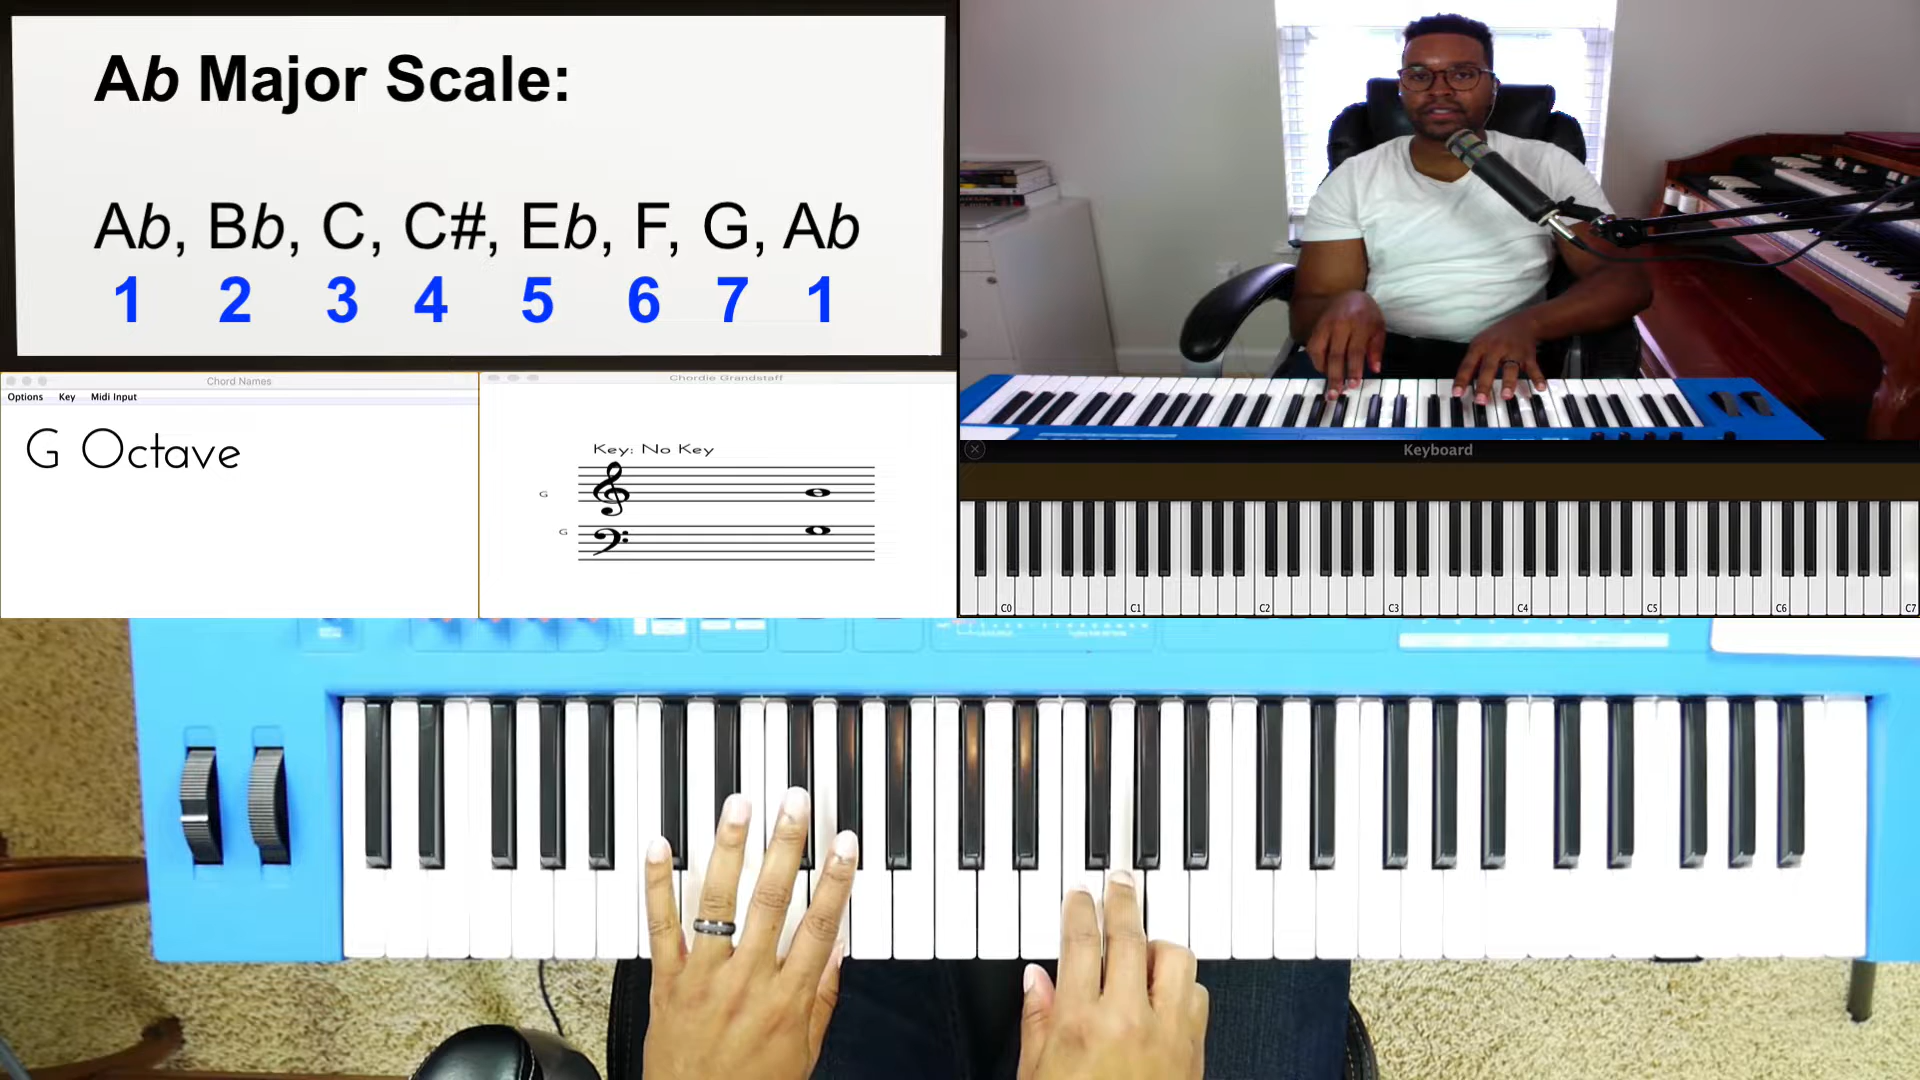 Ab Major Scale:
Ab, Bb, C, C#, Eb, F, G, Ab
1 2 3 4 5 6 7 1
Chord Names
Options Key Midi Input
G Octave
Chordie Grandstaff
Key: No Key
G
G
Keyboard
C0 C1 C2 C3 C4 C5 C6 C7